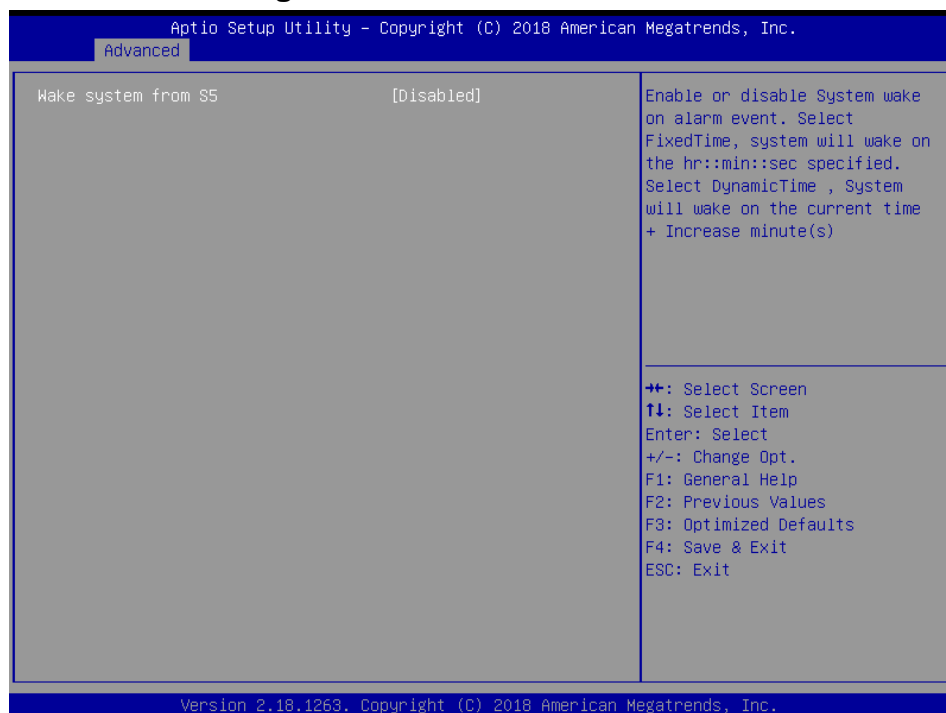 Aptio Setup Utility – Copyright (C) 2018 American Megatrends, Inc.
Advanced
Wake system from S5 [Disabled]
Enable or disable System wake
on alarm event. Select
FixedTime, system will wake on
the hr::min::sec specified.
Select DynamicTime , System
will wake on the current time
+ Increase minute(s)
→←: Select Screen
↑↓: Select Item
Enter: Select
+/-: Change Opt.
F1: General Help
F2: Previous Values
F3: Optimized Defaults
F4: Save & Exit
ESC: Exit
Version 2.18.1263. Copyright (C) 2018 American Megatrends, Inc.